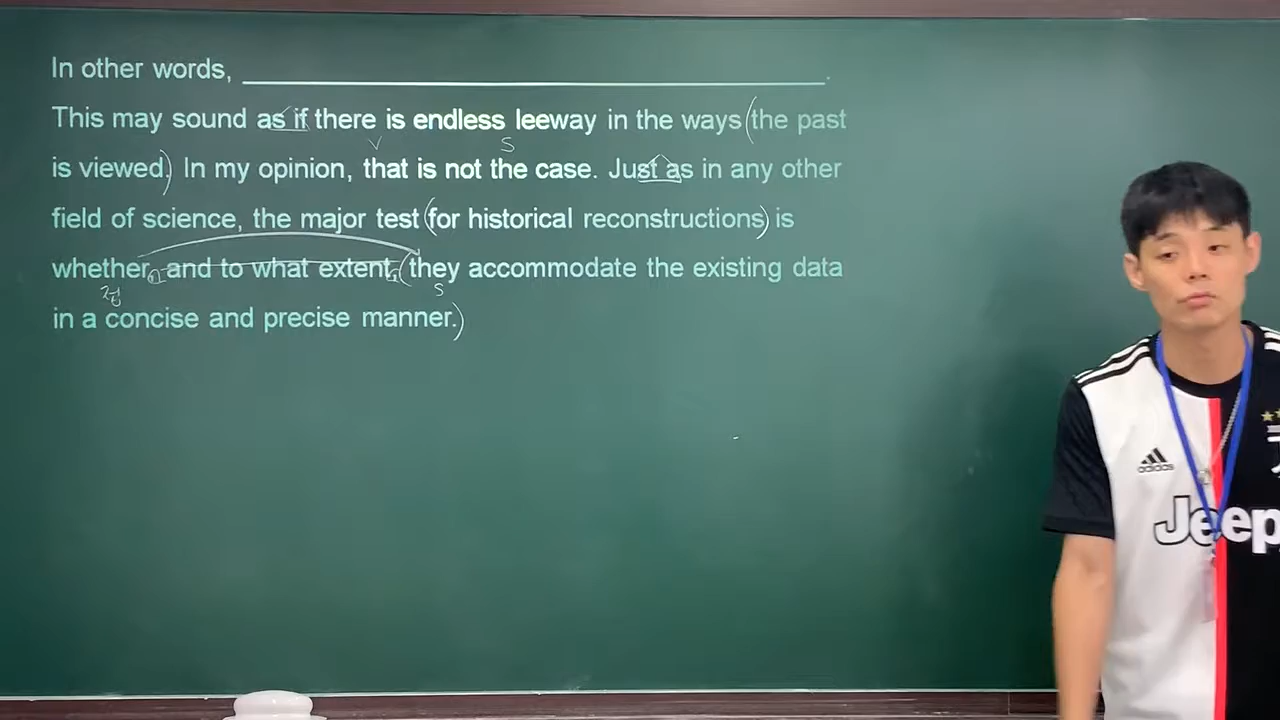 In other words, ____________________.
This may sound as if there is endless leeway in the ways (the past
V S
is viewed.) In my opinion, that is not the case. Just as in any other
field of science, the major test (for historical reconstructions) is
whether, and to what extent, (they accommodate the existing data
S
in a concise and precise manner.)
adidas
Jeep